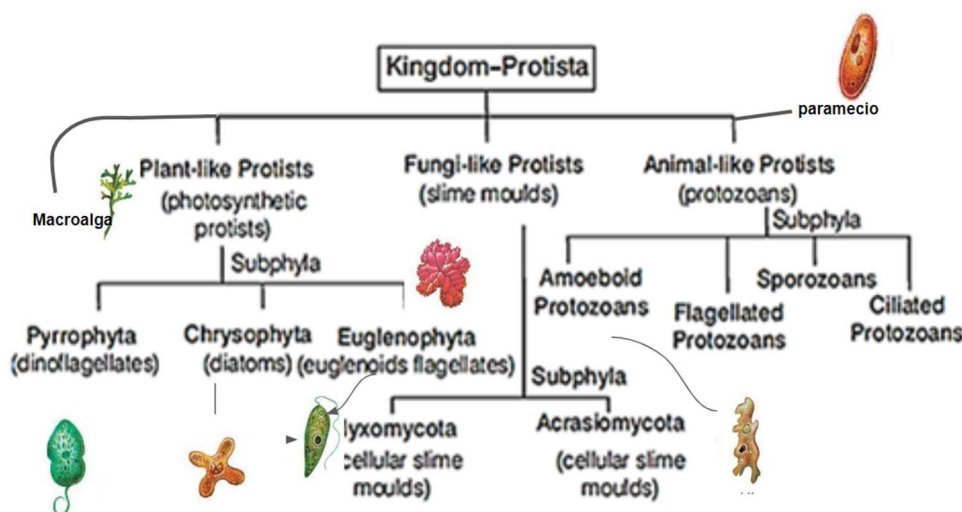 Kingdom-Protista
paramecio
Plant-like Protists
(photosynthetic
protists)
Fungi-like Protists
(slime moulds)
Animal-like Protists
(protozoans)
Macroalga
Subphyla
Subphyla
Pyrrophyta
(dinoflagellates)
Chrysophyta
(diatoms)
Euglenophyta
(euglenoids flagellates)
Amoeboid
Protozoans
Flagellated
Protozoans
Sporozoans
Ciliated
Protozoans
Subphyla
yxomycota
cellular slime
moulds)
Acrasiomycota
(cellular slime
moulds)